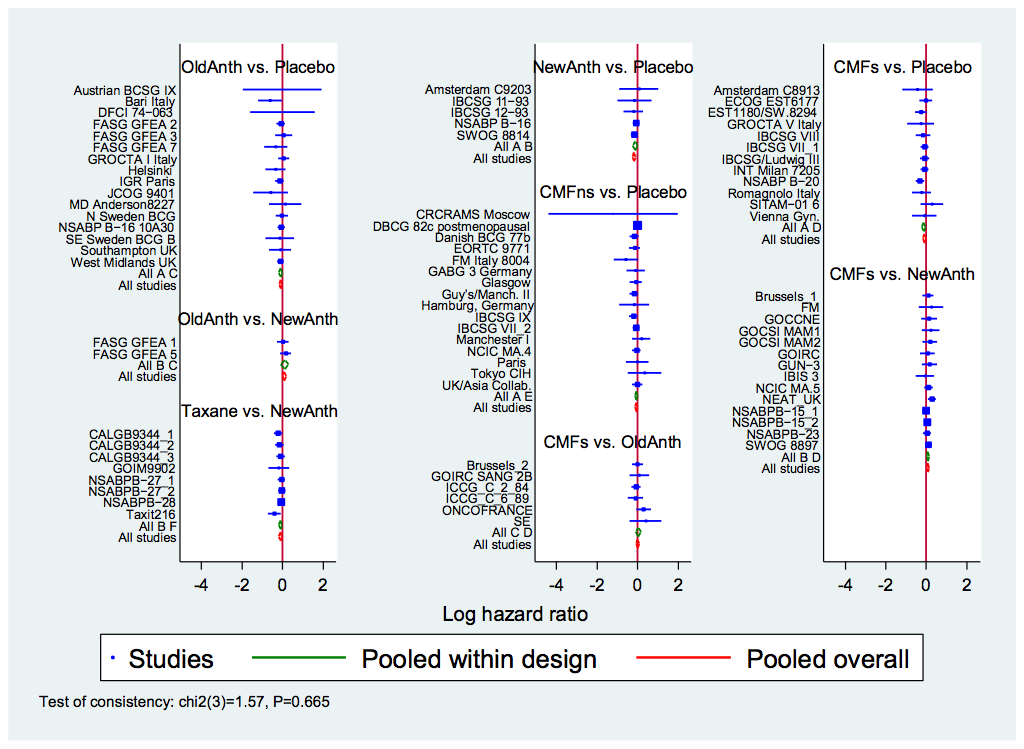 OldAnth vs. Placebo
Austrian BCSG IX
Bari Italy
DFCI 74-063
FASG GFEA 2
FASG GFEA 3
FASG GFEA 7
GROCTA I Italy
Helsinki
IGR Paris
JCOG 9401
MD Anderson8227
N Sweden BCG
NSABP B-16 10A30
SE Sweden BCG B
Southampton UK
West Midlands UK
All A C
All studies
OldAnth vs. NewAnth
FASG GFEA 1
FASG GFEA 5
All B C
All studies
Taxane vs. NewAnth
CALGB9344_1
CALGB9344_2
CALGB9344_3
GOIM9902
NSABPB-27_1
NSABPB-27_2
NSABPB-28
Taxit216
All B F
All studies
-4 -2 0 2
NewAnth vs. Placebo
Amsterdam C9203
IBCSG 11-93
IBCSG 12-93
NSABP B-16
SWOG 8814
All A B
All studies
CMFns vs. Placebo
CRCRAMS Moscow
DBCG 82c postmenopausal
Danish BCG 77b
EORTC 9771
FM Italy 8004
GABG 3 Germany
Glasgow
Guy's/Manch. II
Hamburg, Germany
IBCSG IX
IBCSG VII_2
Manchester I
NCIC MA.4
Paris
Tokyo CIH
UK/Asia Collab.
All A E
All studies
CMFs vs. OldAnth
Brussels_2
GOIRC SANG 2B
ICCG_C_2_84
ICCG_C_6_89
ONCOFRANCE
SE
All C D
All studies
-4 -2 0 2
CMFs vs. Placebo
Amsterdam C8913
ECOG EST6177
EST1180/SW.8294
GROCTA V Italy
IBCSG VIII
IBCSG VII_1
IBCSG/Ludwig III
INT Milan 7205
NSABP B-20
Romagnolo Italy
SITAM-01 6
Vienna Gyn.
All A D
All studies
CMFs vs. NewAnth
Brussels_1
FM
GOCCNE
GOCSI MAM1
GOCSI MAM2
GOIRC
GUN-3
IBIS 3
NCIC MA.5
NEAT_UK
NSABPB-15_1
NSABPB-15_2
NSABPB-23
SWOG 8897
All B D
All studies
-4 -2 0 2
Log hazard ratio
Studies Pooled within design Pooled overall
Test of consistency: chi2(3)=1.57, P=0.665